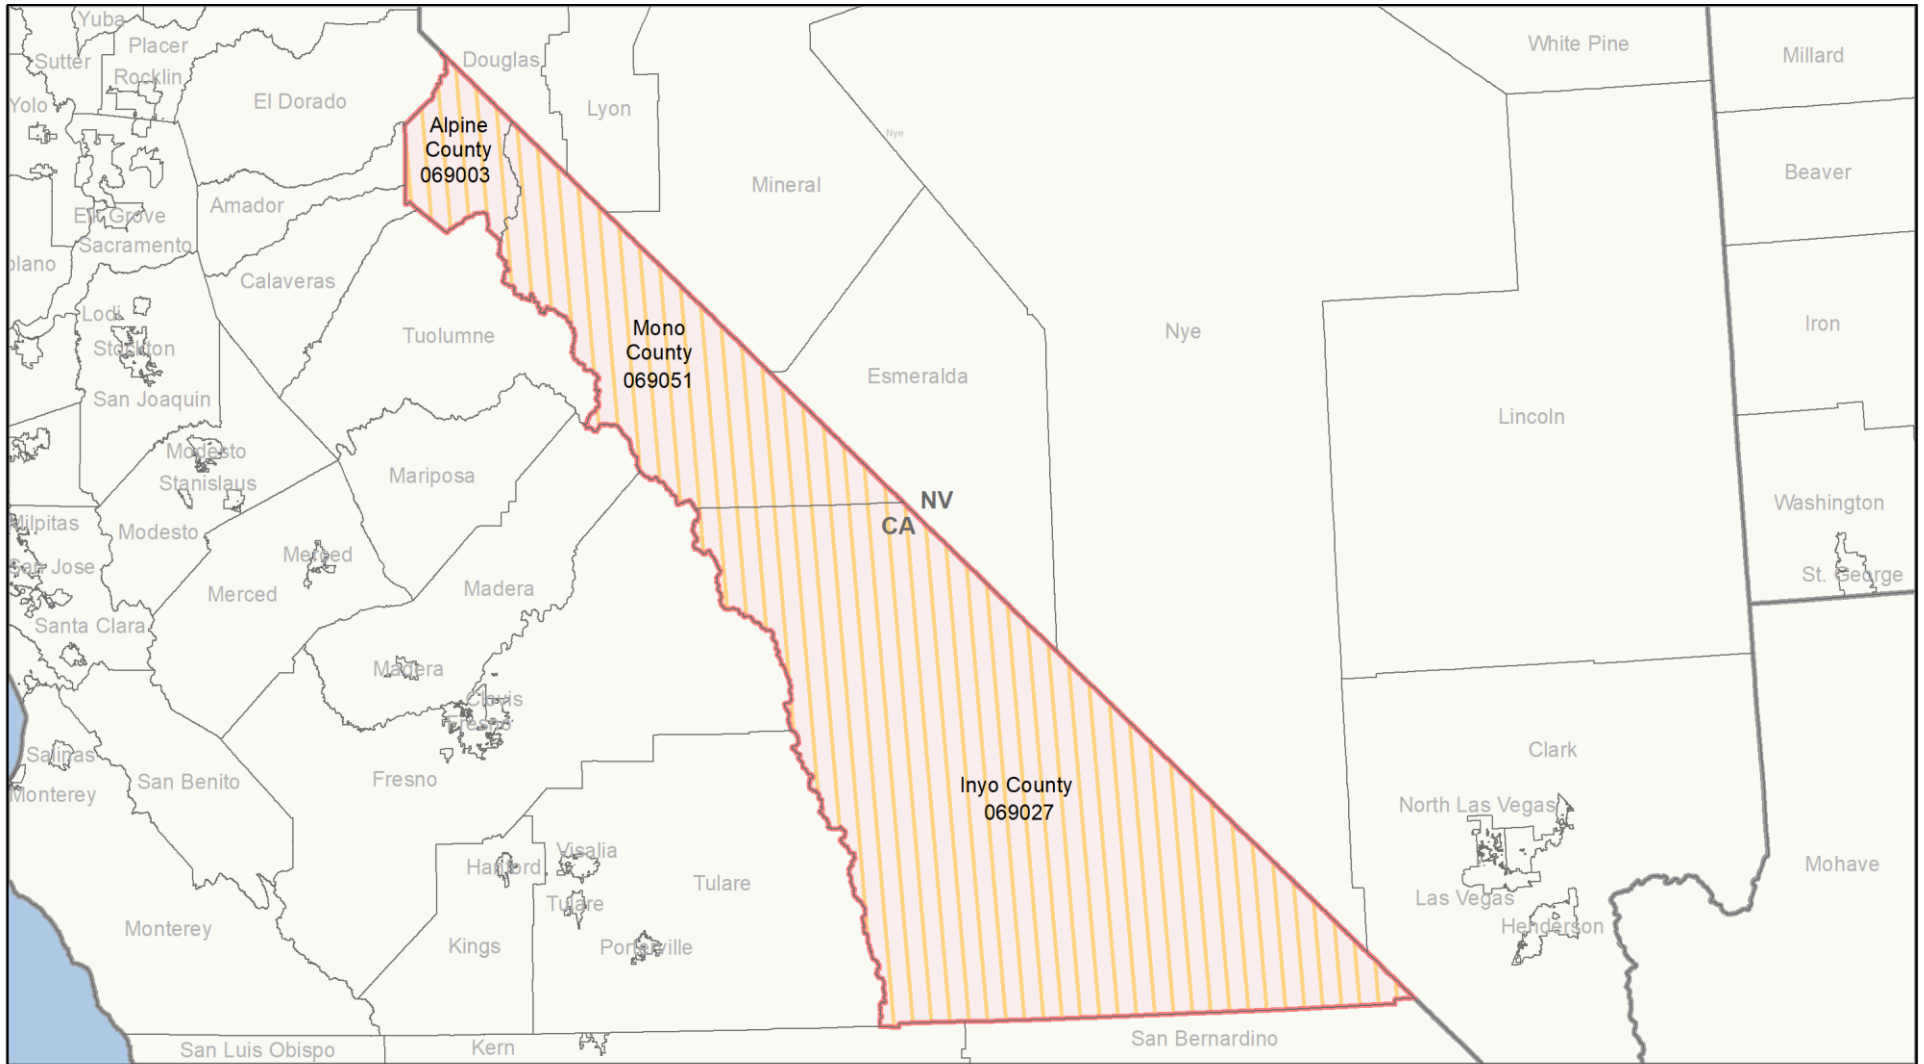 Yuba
Placer
Sutter
Rocklin
Yolo
El Dorado
Douglas
Lyon
White Pine
Millard
Alpine
County
069003
Nye
Mineral
Beaver
Amador
Elk Grove
Sacramento
olano
Calaveras
Lodi
Stockton
Tuolumne
Mono
County
069051
Nye
Iron
Esmeralda
San Joaquin
Lincoln
Modesto
Stanislaus
Mariposa
NV
CA
Washington
Milpitas
Modesto
Merced
San Jose
Merced
Madera
St. George
Santa Clara
Madera
Clovis
Fresno
Salinas
San Benito
Fresno
Monterey
Inyo County
069027
Clark
North Las Vegas
Hanford
Visalia
Tulare
Tulare
Mohave
Las Vegas
Henderson
Monterey
Kings
Porterville
San Luis Obispo
Kern
San Bernardino